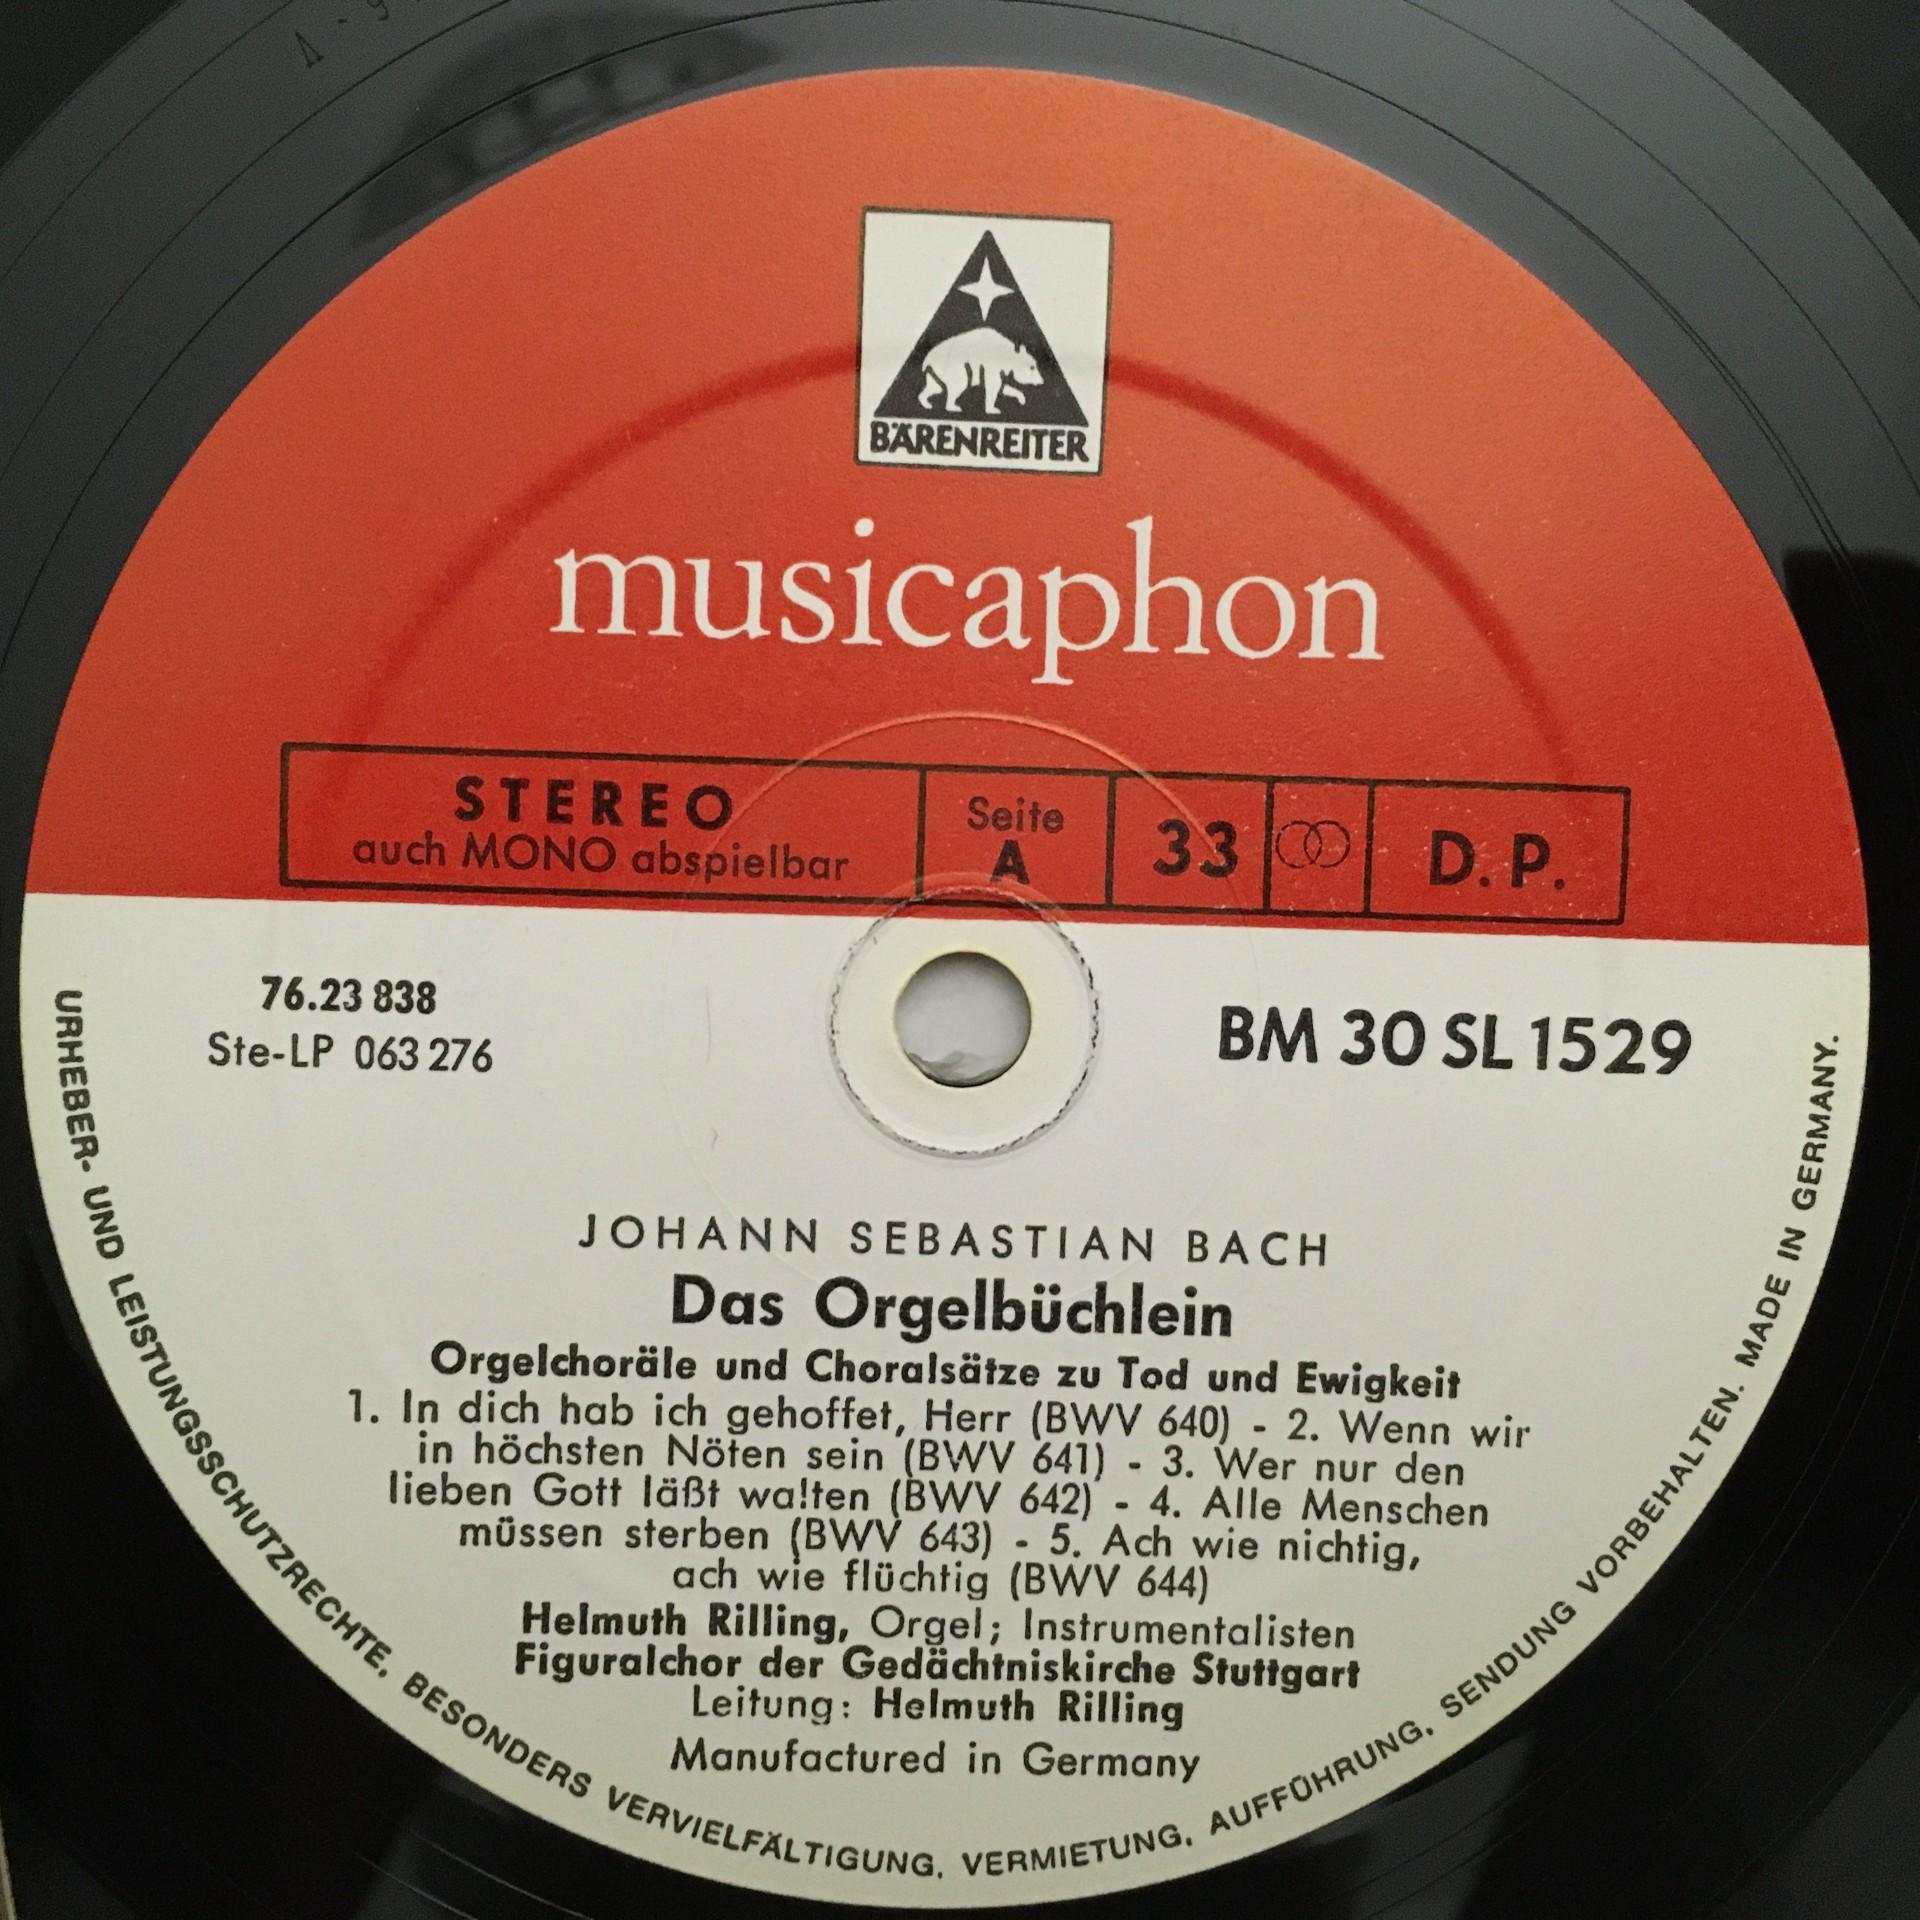 BÄRENREITER
musicaphon
STEREO
auch MONO abspielbar
Seite
A
33
D. P.
76.23 838
Ste-LP 063 276
BM 30 SL 1529
JOHANN SEBASTIAN BACH
Das Orgelbüchlein
Orgelchoräle und Choralsätze zu Tod und Ewigkeit
1. In dich hab ich gehoffet, Herr (BWV 640) - 2. Wenn wir
in höchsten Nöten sein (BWV 641) - 3. Wer nur den
lieben Gott läßt wa!ten (BWV 642) - 4. Alle Menschen
müssen sterben (BWV 643) - 5. Ach wie nichtig,
ach wie flüchtig (BWV 644)
Helmuth Rilling, Orgel; Instrumentalisten
Figuralchor der Gedächtniskirche Stuttgart
Leitung: Helmuth Rilling
Manufactured in Germany
URHEBER- UND LEISTUNGSSCHUTZRECHTE, BESONDERS VERVIELFÄLTIGUNG, VERMIETUNG, AUFFÜHRUNG, SENDUNG VORBEHALTEN. MADE IN GERMANY.